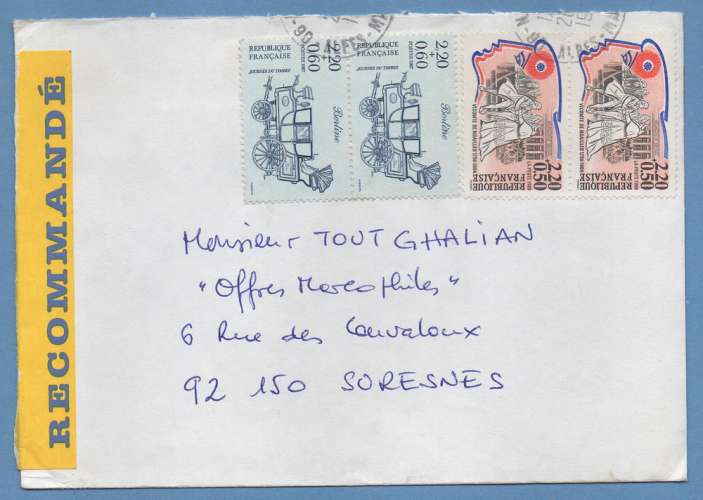 RECOMMANDÉ
REPUBLIQUE FRANÇAISE 2.20
JOURNEE DU TIMBRE +0.60
Berline
REPUBLIQUE FRANÇAISE 2.20
JOURNEE DU TIMBRE +0.60
Berline
REPUBLIQUE FRANÇAISE 2.20 +0.50
REPUBLIQUE FRANÇAISE 2.20 +0.50
Monsieur TOUTGHALIAN
"Offres Marcophiles"
6 Rue des
92 150 SURESNES